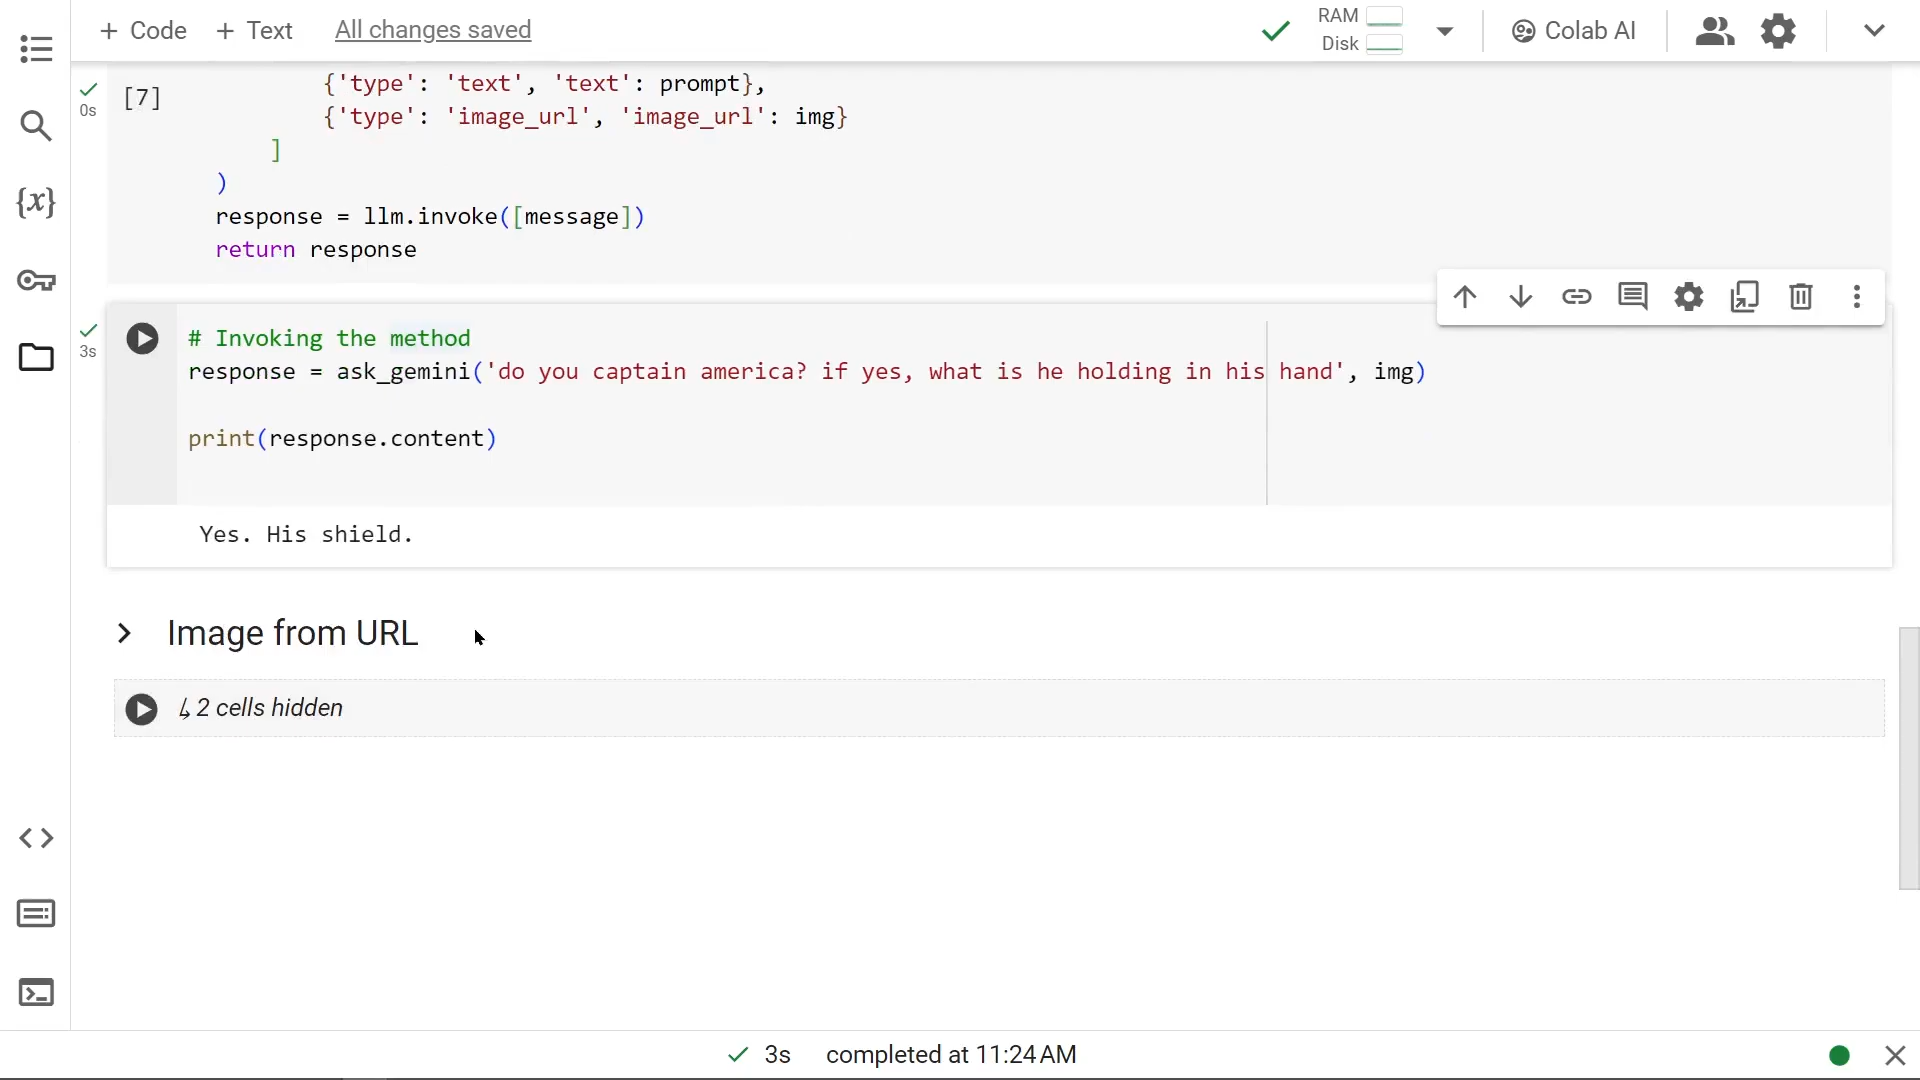 + Code + Text All changes saved
RAM
Disk
Colab AI
0s
[7]
{'type': 'text', 'text': prompt},
{'type': 'image_url', 'image_url': img}
]
)
response = llm.invoke([message])
return response
{x}
3s
# Invoking the method
response = ask_gemini('do you captain america? if yes, what is he holding in his hand', img)
print(response.content)
Yes. His shield.
Image from URL
2 cells hidden
3s completed at 11:24 AM